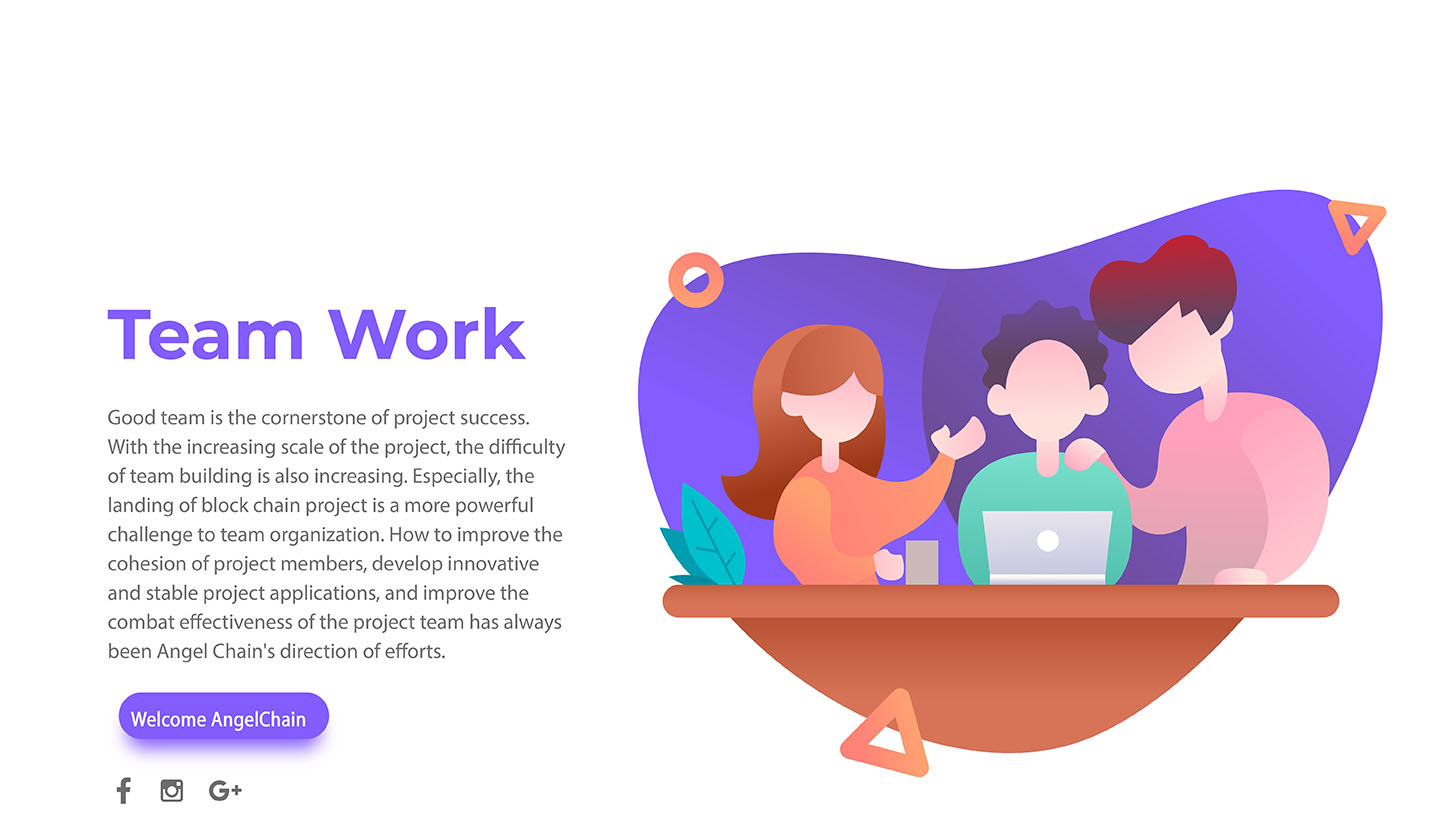 Team Work
Good team is the cornerstone of project success.
With the increasing scale of the project, the difficulty
of team building is also increasing. Especially, the
landing of block chain project is a more powerful
challenge to team organization. How to improve the
cohesion of project members, develop innovative
and stable project applications, and improve the
combat effectiveness of the project team has always
been Angel Chain's direction of efforts.
Welcome AngelChain
f
G+